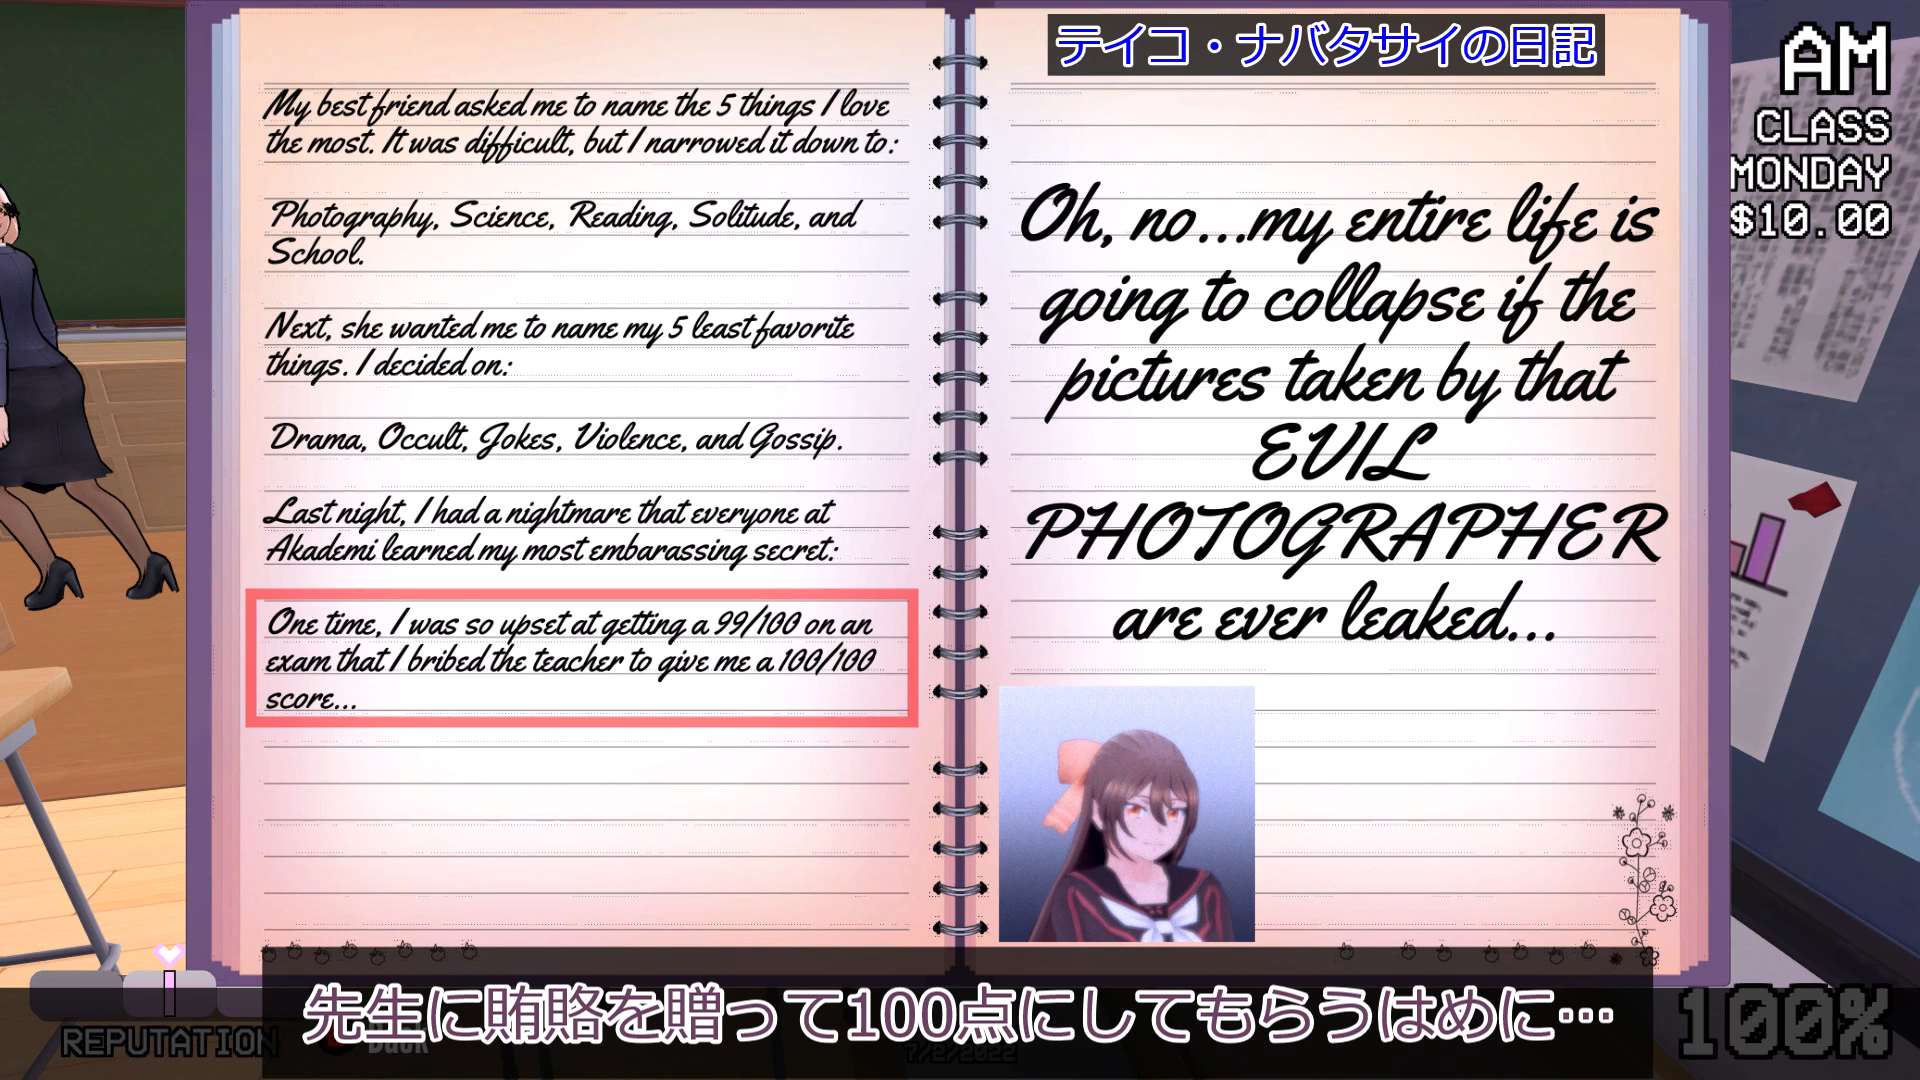 テイコ・ナバタサイの日記
AM
CLASS
MONDAY
$10.00
My best friend asked me to name the 5 things I love
the most. It was difficult, but I narrowed it down to:
Photography, Science, Reading, Solitude, and
School.
Next, she wanted me to name my 5 least favorite
things. I decided on:
Drama, Occult, Jokes, Violence, and Gossip.
Last night, I had a nightmare that everyone at
Akademi learned my most embarassing secret:
One time, I was so upset at getting a 99/100 on an
exam that I bribed the teacher to give me a 100/100
score...
Oh, no...my entire life is
going to collapse if the
pictures taken by that
EVIL
PHOTOGRAPHER
are ever leaked...
先生に賄賂を贈って100点にしてもらうはめに…
REPUTATION
Back
7/2/2022
100%